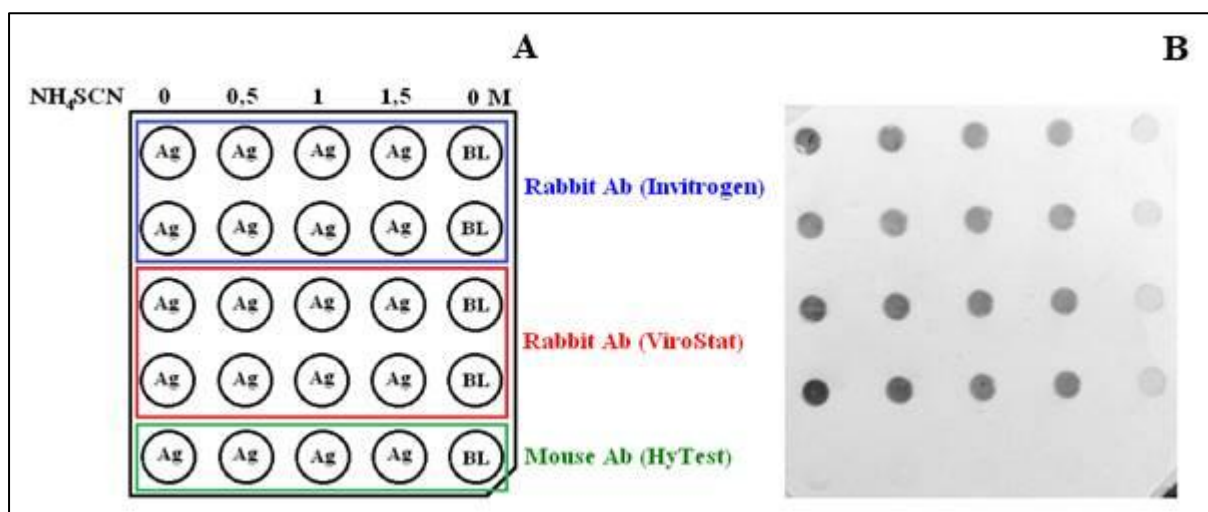 A
B
NH₄SCN 0 0,5 1 1,5 0 M
Ag Ag Ag Ag BL
Rabbit Ab (Invitrogen)
Ag Ag Ag Ag BL
Ag Ag Ag Ag BL
Rabbit Ab (ViroStat)
Ag Ag Ag Ag BL
Ag Ag Ag Ag BL
Mouse Ab (HyTest)